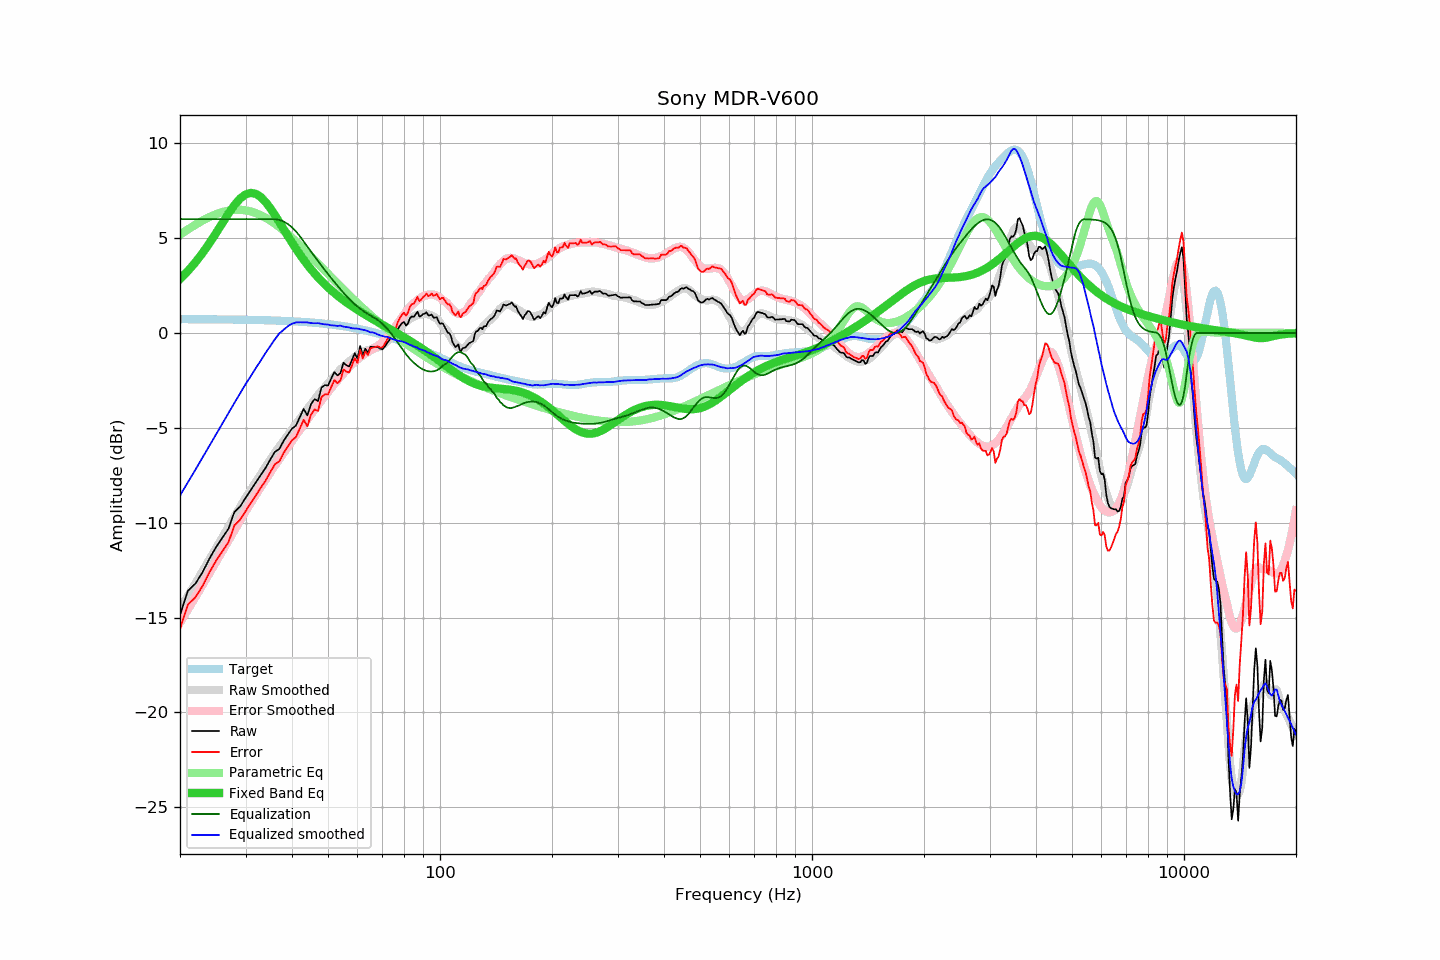 Sony MDR-V600
10
5
0
−5
−10
−15
−20
−25
Amplitude (dBr)
Target
Raw Smoothed
Error Smoothed
Raw
Error
Parametric Eq
Fixed Band Eq
Equalization
Equalized smoothed
100
1000
10000
Frequency (Hz)